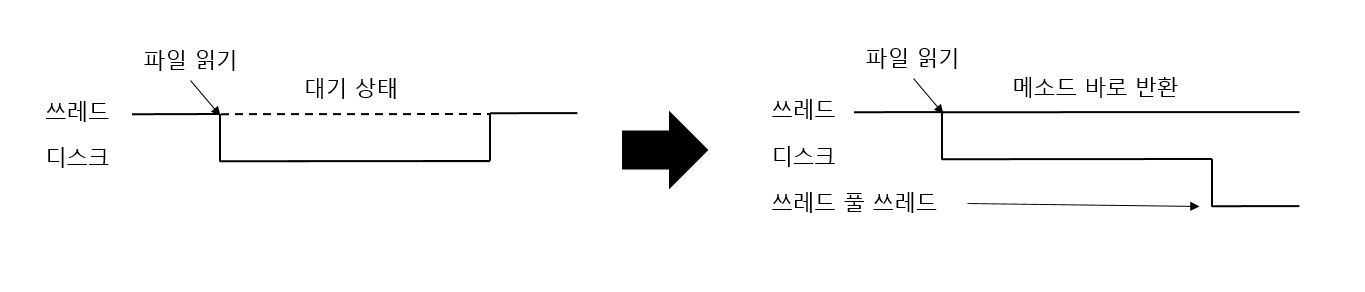 파일 읽기
대기 상태
쓰레드
디스크
파일 읽기
메소드 바로 반환
쓰레드
디스크
쓰레드 풀 쓰레드